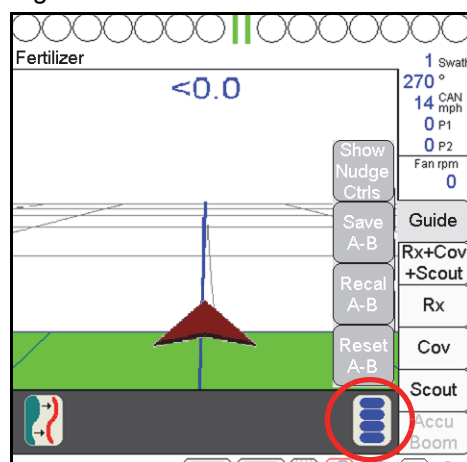 Fertilizer
<0.0
1 Swath
270 °
14 CAN mph
0 P1
0 P2
Fan rpm
0
Show
Nudge
Ctrls
Save
A-B
Recal
A-B
Reset
A-B
Guide
Rx+Cov
+Scout
Rx
Cov
Scout
Accu
Boom